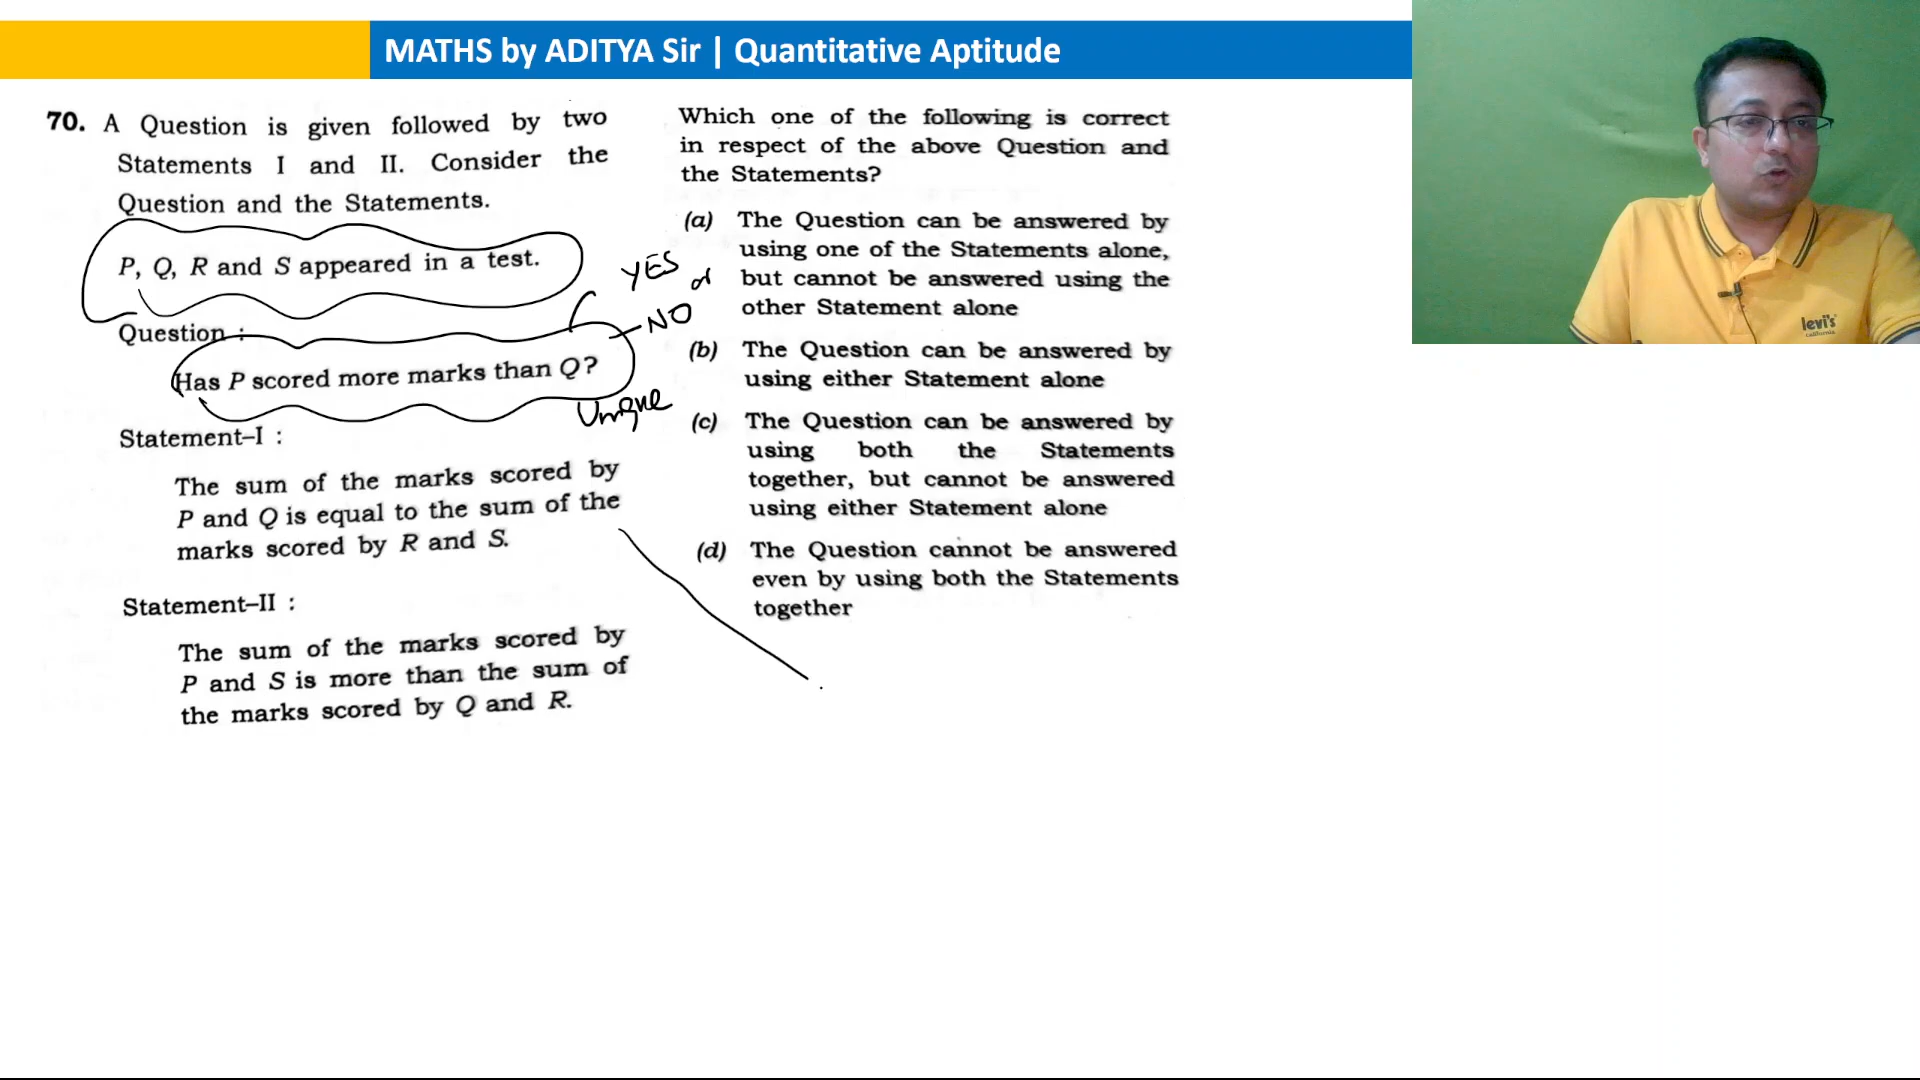 MATHS by ADITYA Sir | Quantitative Aptitude
70. A Question is given followed by two
Statements I and II. Consider the
Question and the Statements.
P, Q, R and S appeared in a test.
Question :
Has P scored more marks than Q?
YES
or
NO
Unique
Statement–I :
The sum of the marks scored by
P and Q is equal to the sum of the
marks scored by R and S.
Statement–II :
The sum of the marks scored by
P and S is more than the sum of
the marks scored by Q and R.
Which one of the following is correct
in respect of the above Question and
the Statements?
(a) The Question can be answered by
using one of the Statements alone,
but cannot be answered using the
other Statement alone
(b) The Question can be answered by
using either Statement alone
(c) The Question can be answered by
using both the Statements
together, but cannot be answered
using either Statement alone
(d) The Question cannot be answered
even by using both the Statements
together
levi's